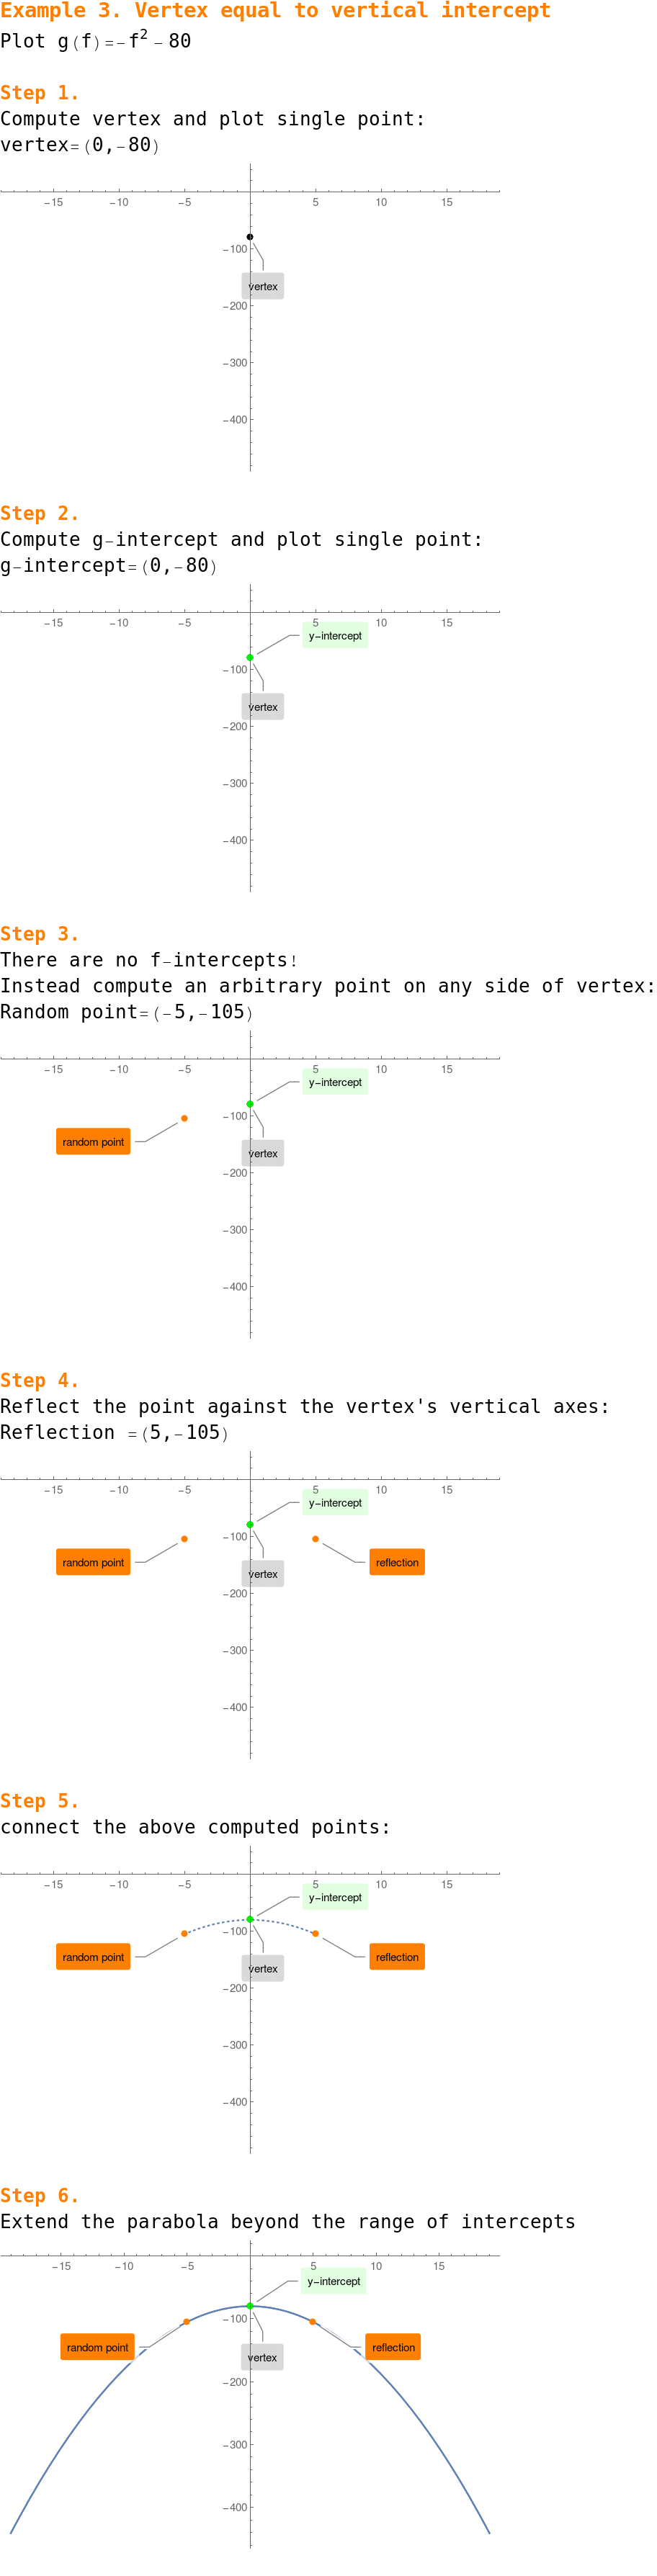 Example 3. Vertex equal to vertical intercept
Plot g(f)=-f² - 80
Step 1.
Compute vertex and plot single point:
vertex=(0,-80)
-15 -10 -5 5 10 15
-100
vertex
-200
-300
-400
Step 2.
Compute g-intercept and plot single point:
g-intercept=(0,-80)
-15 -10 -5 5 10 15
y-intercept
-100
vertex
-200
-300
-400
Step 3.
There are no f-intercepts!
Instead compute an arbitrary point on any side of vertex:
Random point=(-5,-105)
-15 -10 -5 5 10 15
y-intercept
-100
random point
vertex
-200
-300
-400
Step 4.
Reflect the point against the vertex's vertical axes:
Reflection =(5,-105)
-15 -10 -5 5 10 15
y-intercept
-100
random point reflection
vertex
-200
-300
-400
Step 5.
connect the above computed points:
-15 -10 -5 5 10 15
y-intercept
-100
random point reflection
vertex
-200
-300
-400
Step 6.
Extend the parabola beyond the range of intercepts
-15 -10 -5 5 10 15
y-intercept
-100
random point reflection
vertex
-200
-300
-400